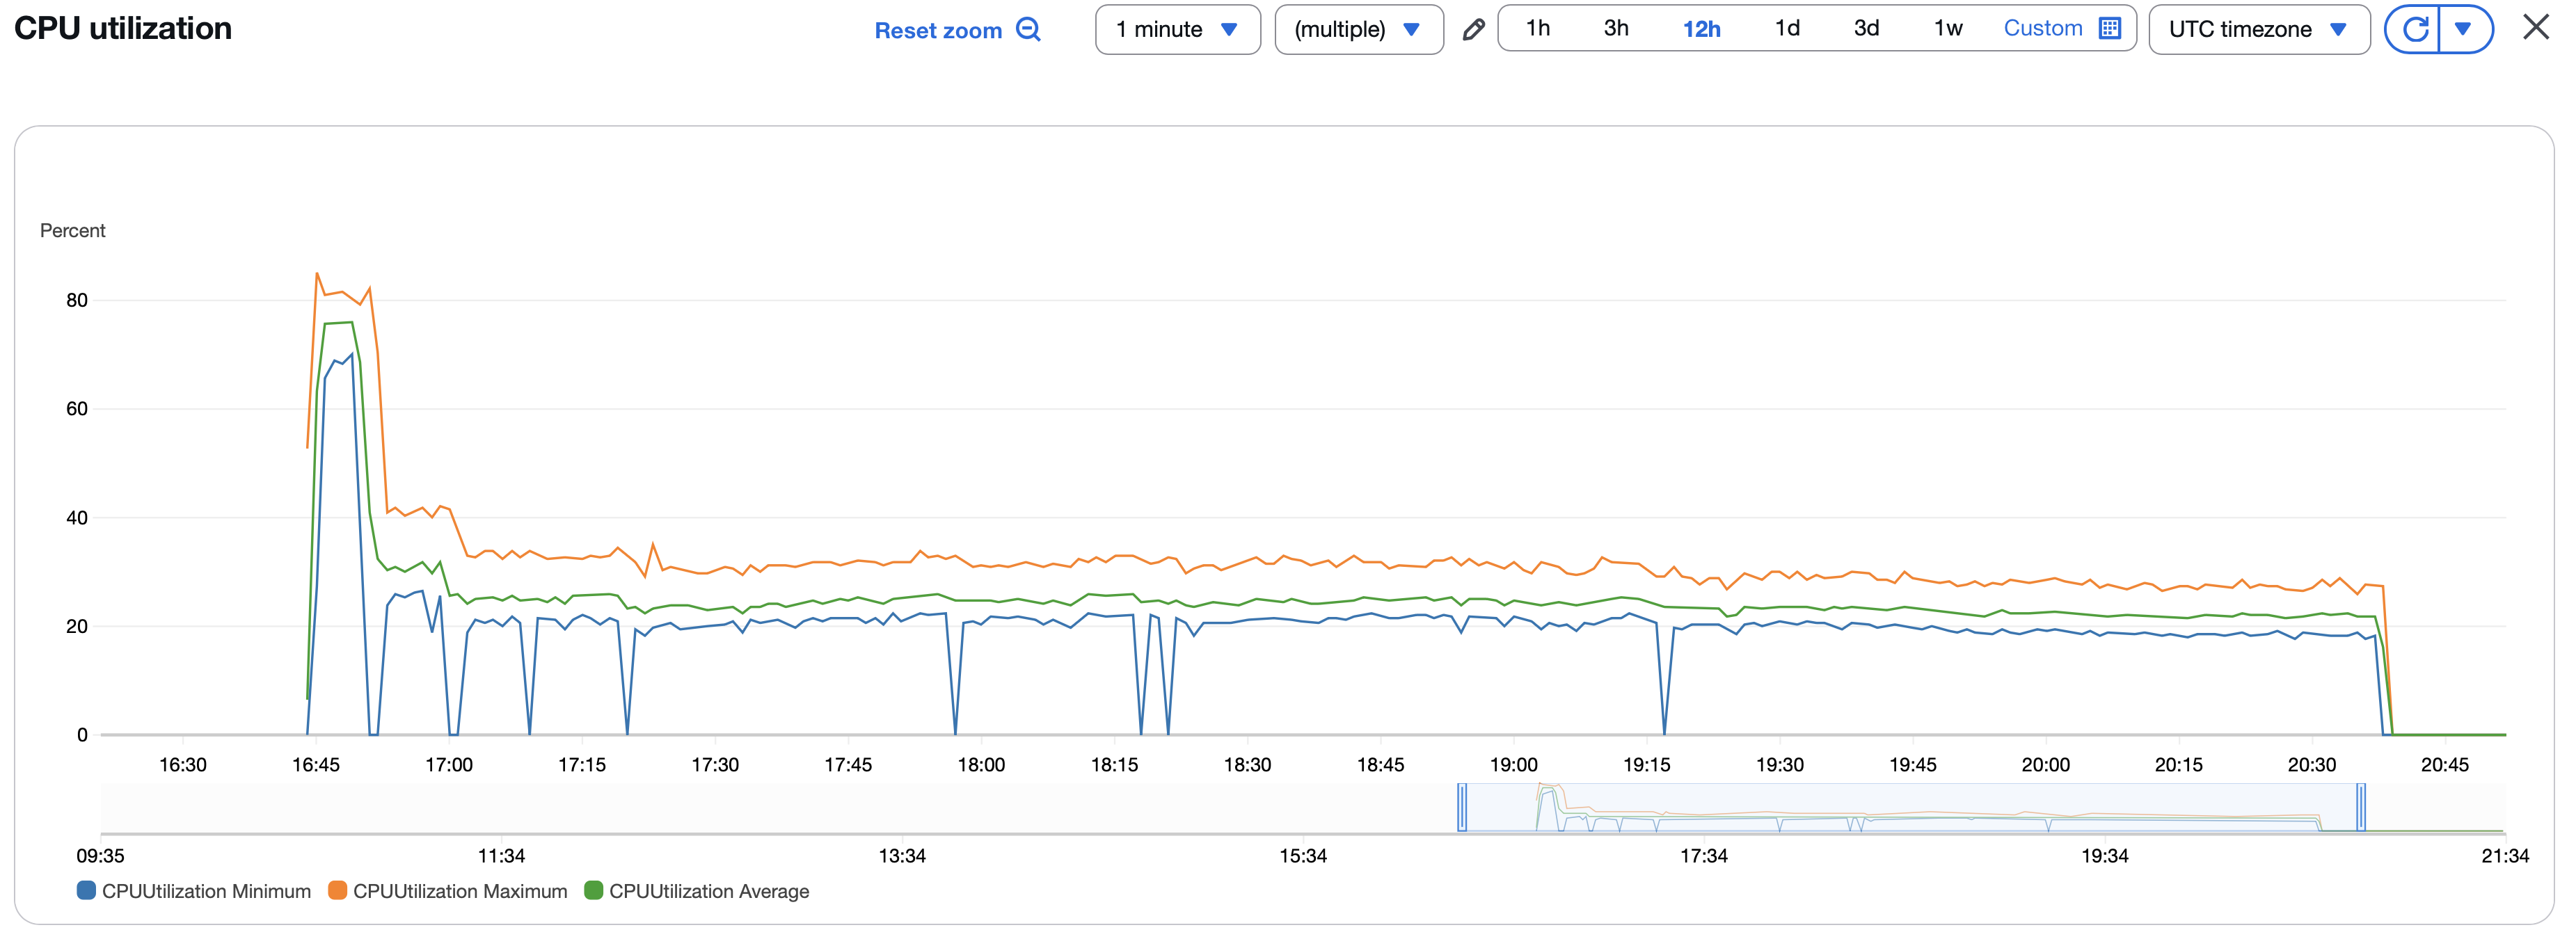 CPU utilization Reset zoom 1 minute (multiple) 1h 3h 12h 1d 3d 1w Custom UTC timezone
Percent
80
60
40
20
0
16:30 16:45 17:00 17:15 17:30 17:45 18:00 18:15 18:30 18:45 19:00 19:15 19:30 19:45 20:00 20:15 20:30 20:45
09:35 11:34 13:34 15:34 17:34 19:34 21:34
CPUUtilization Minimum CPUUtilization Maximum CPUUtilization Average